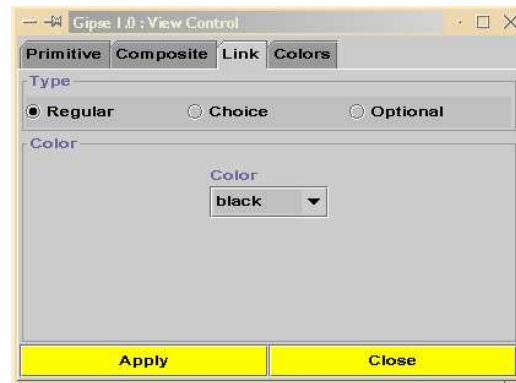 Gipse 1.0 : View Control
Primitive Composite Link Colors
Type
Regular Choice Optional
Color
Color
black
Apply Close